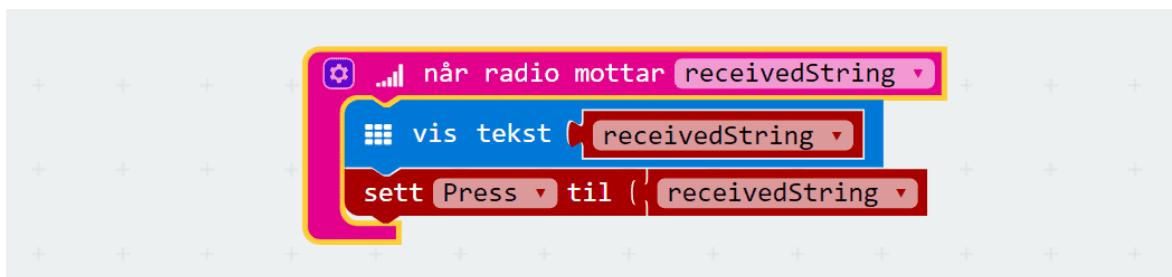 når radio mottar receivedString
vis tekst receivedString
sett Press til receivedString